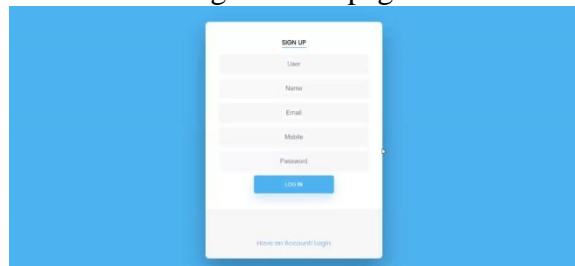 SIGN UP
User
Name
Email
Mobile
Password
LOG IN
Have an Account! Login